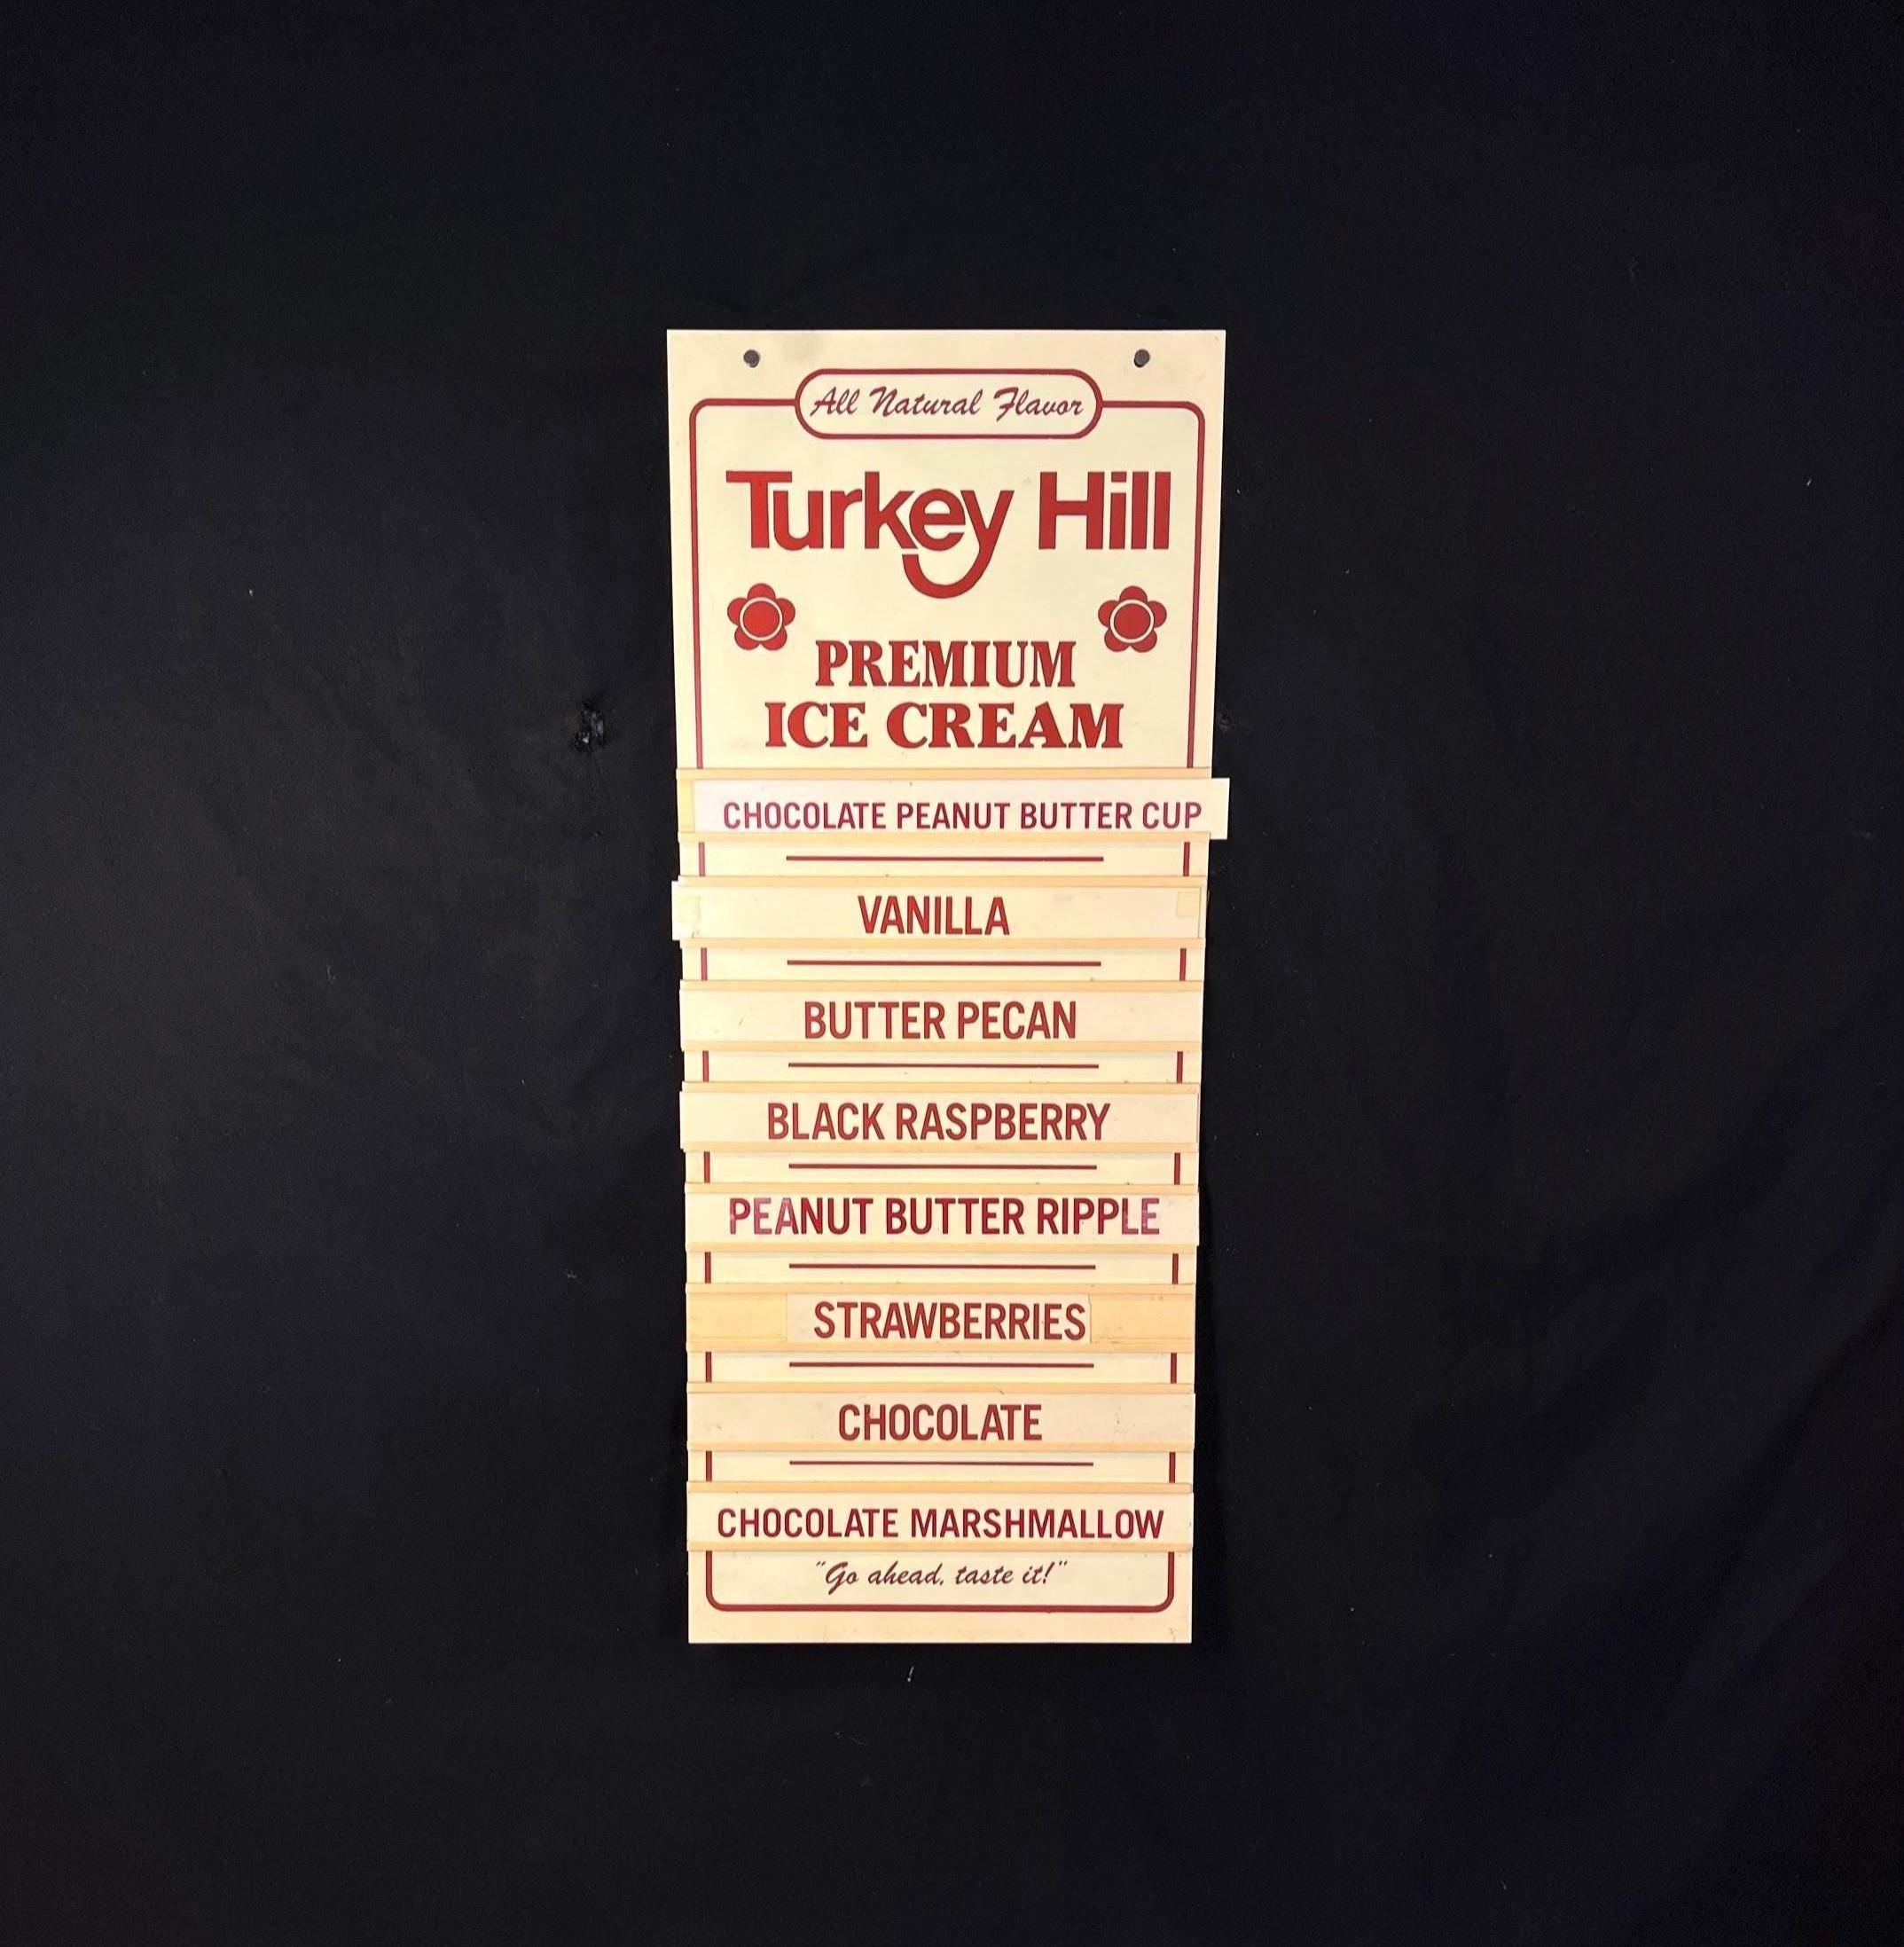 All Natural Flavor
Turkey Hill
PREMIUM
ICE CREAM
CHOCOLATE PEANUT BUTTER CUP
VANILLA
BUTTER PECAN
BLACK RASPBERRY
PEANUT BUTTER RIPPLE
STRAWBERRIES
CHOCOLATE
CHOCOLATE MARSHMALLOW
"Go ahead, taste it!"